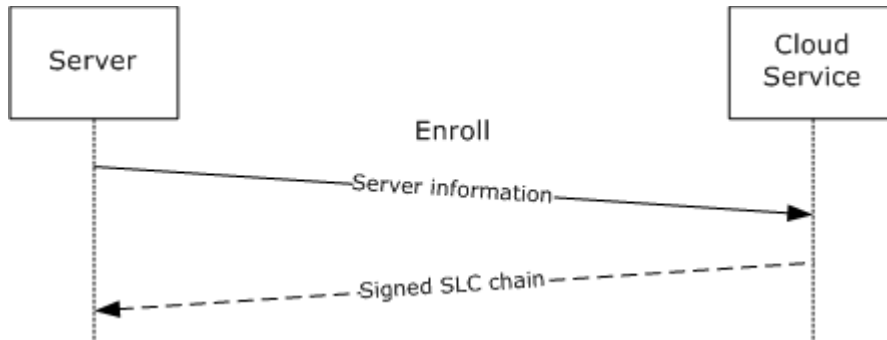 Server
Cloud
Service
Enroll
Server information
Signed SLC chain